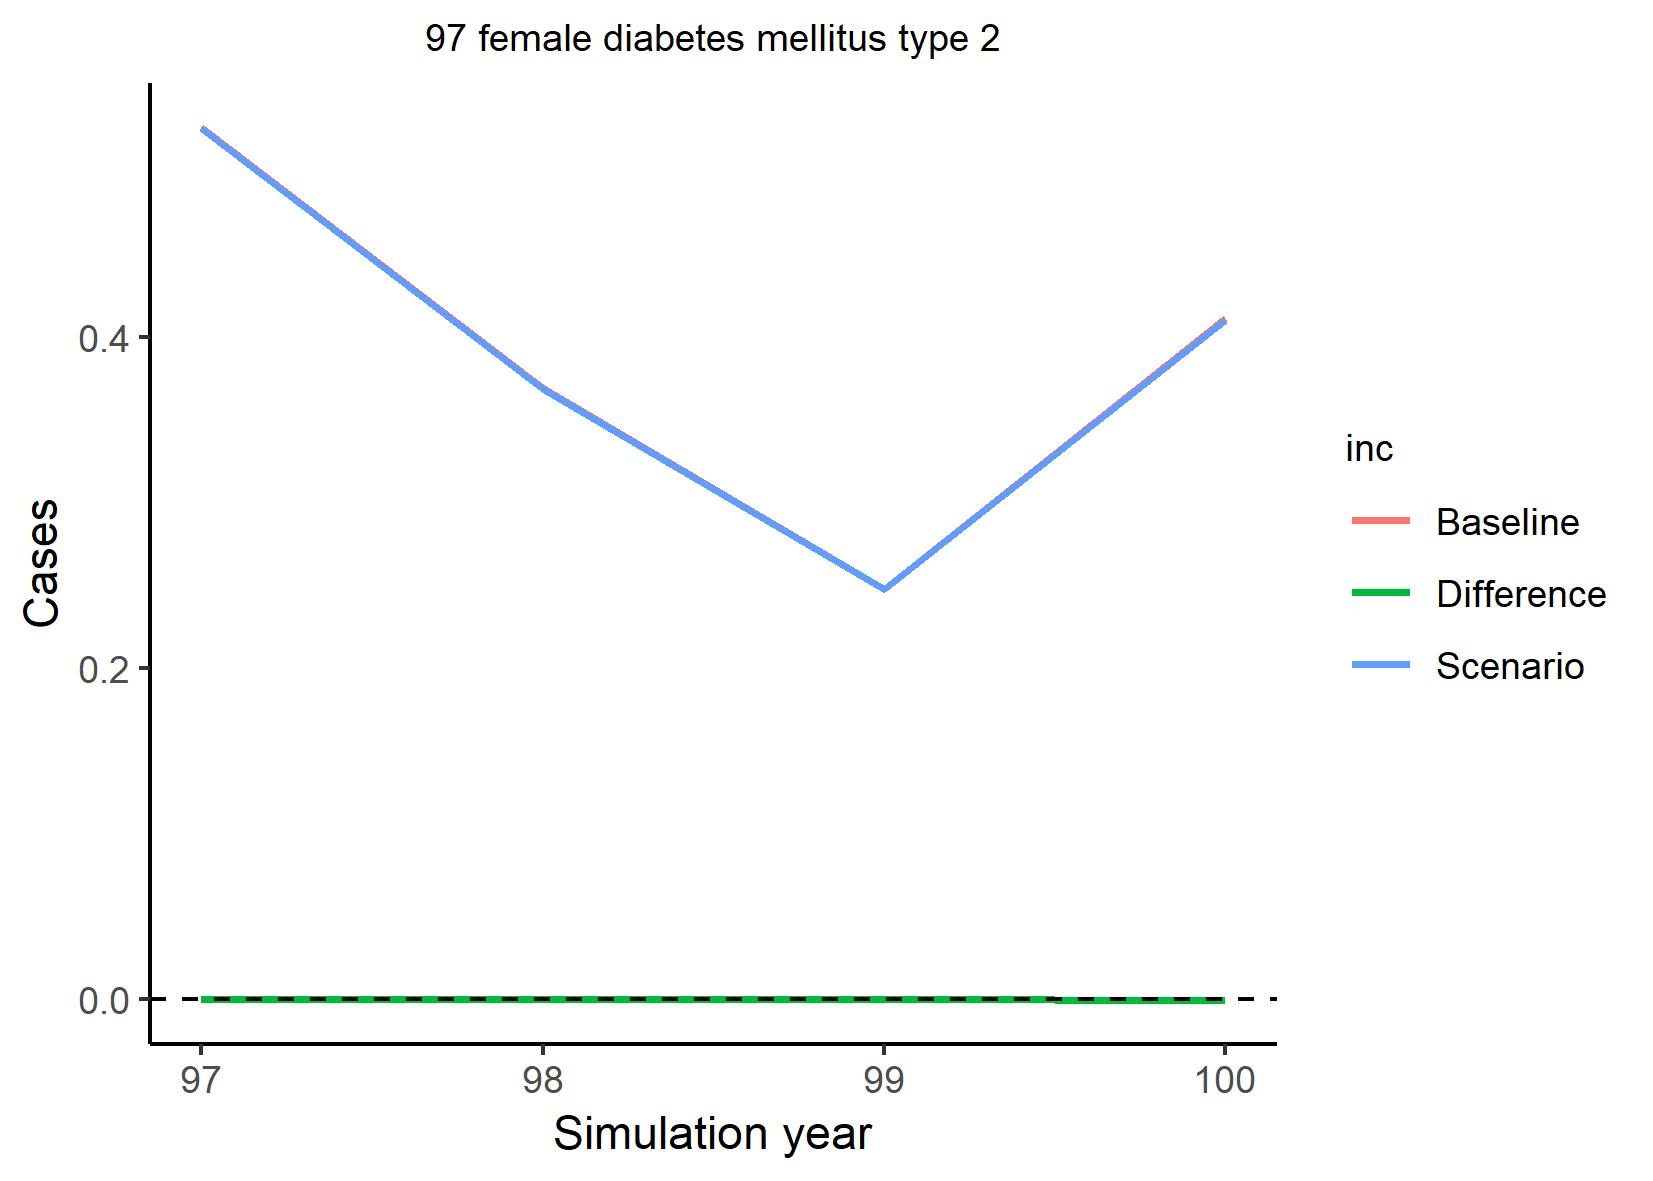 97 female diabetes mellitus type 2
Cases
0.4
0.2
0.0
97 98 99 100
Simulation year
inc
Baseline
Difference
Scenario